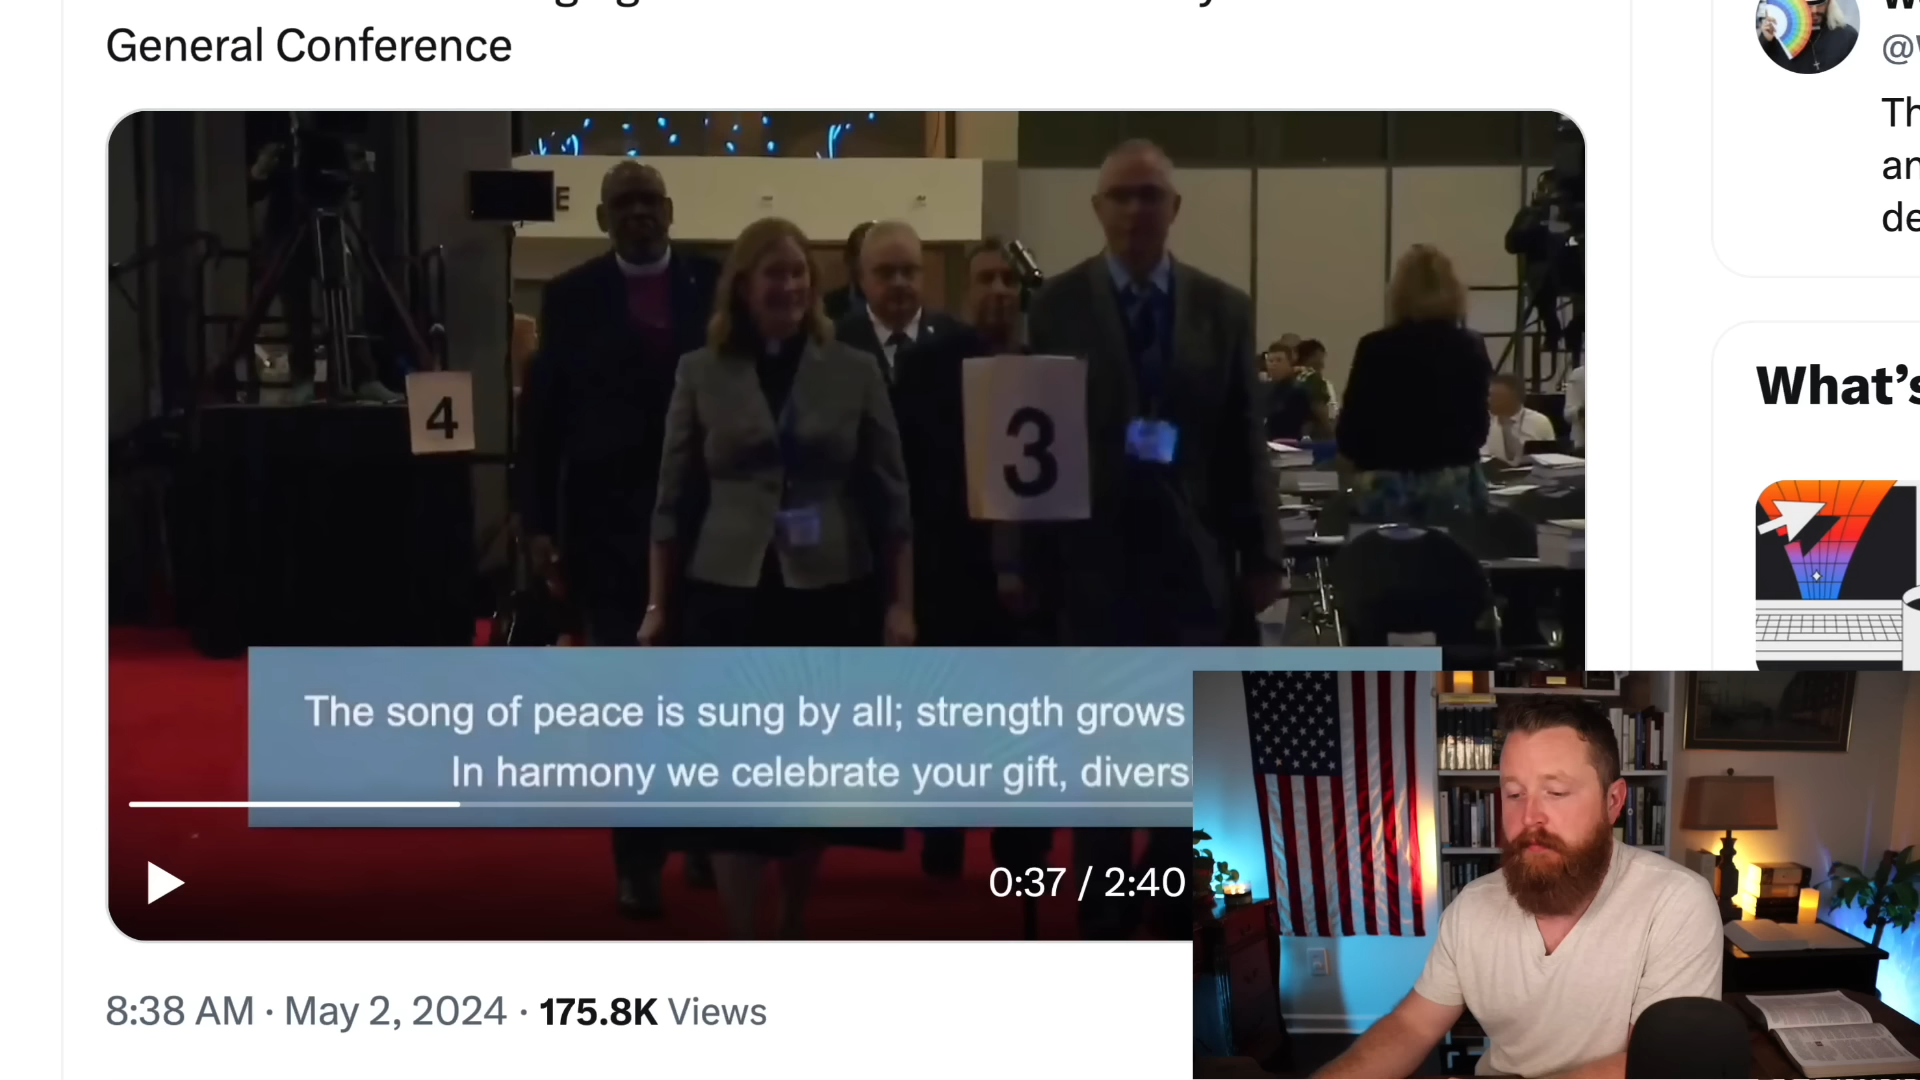 General Conference
E
4
3
The song of peace is sung by all; strength grows
In harmony we celebrate your gift,
0:37 / 2:40
8:38 AM · May 2, 2024 · 175.8K Views
What's